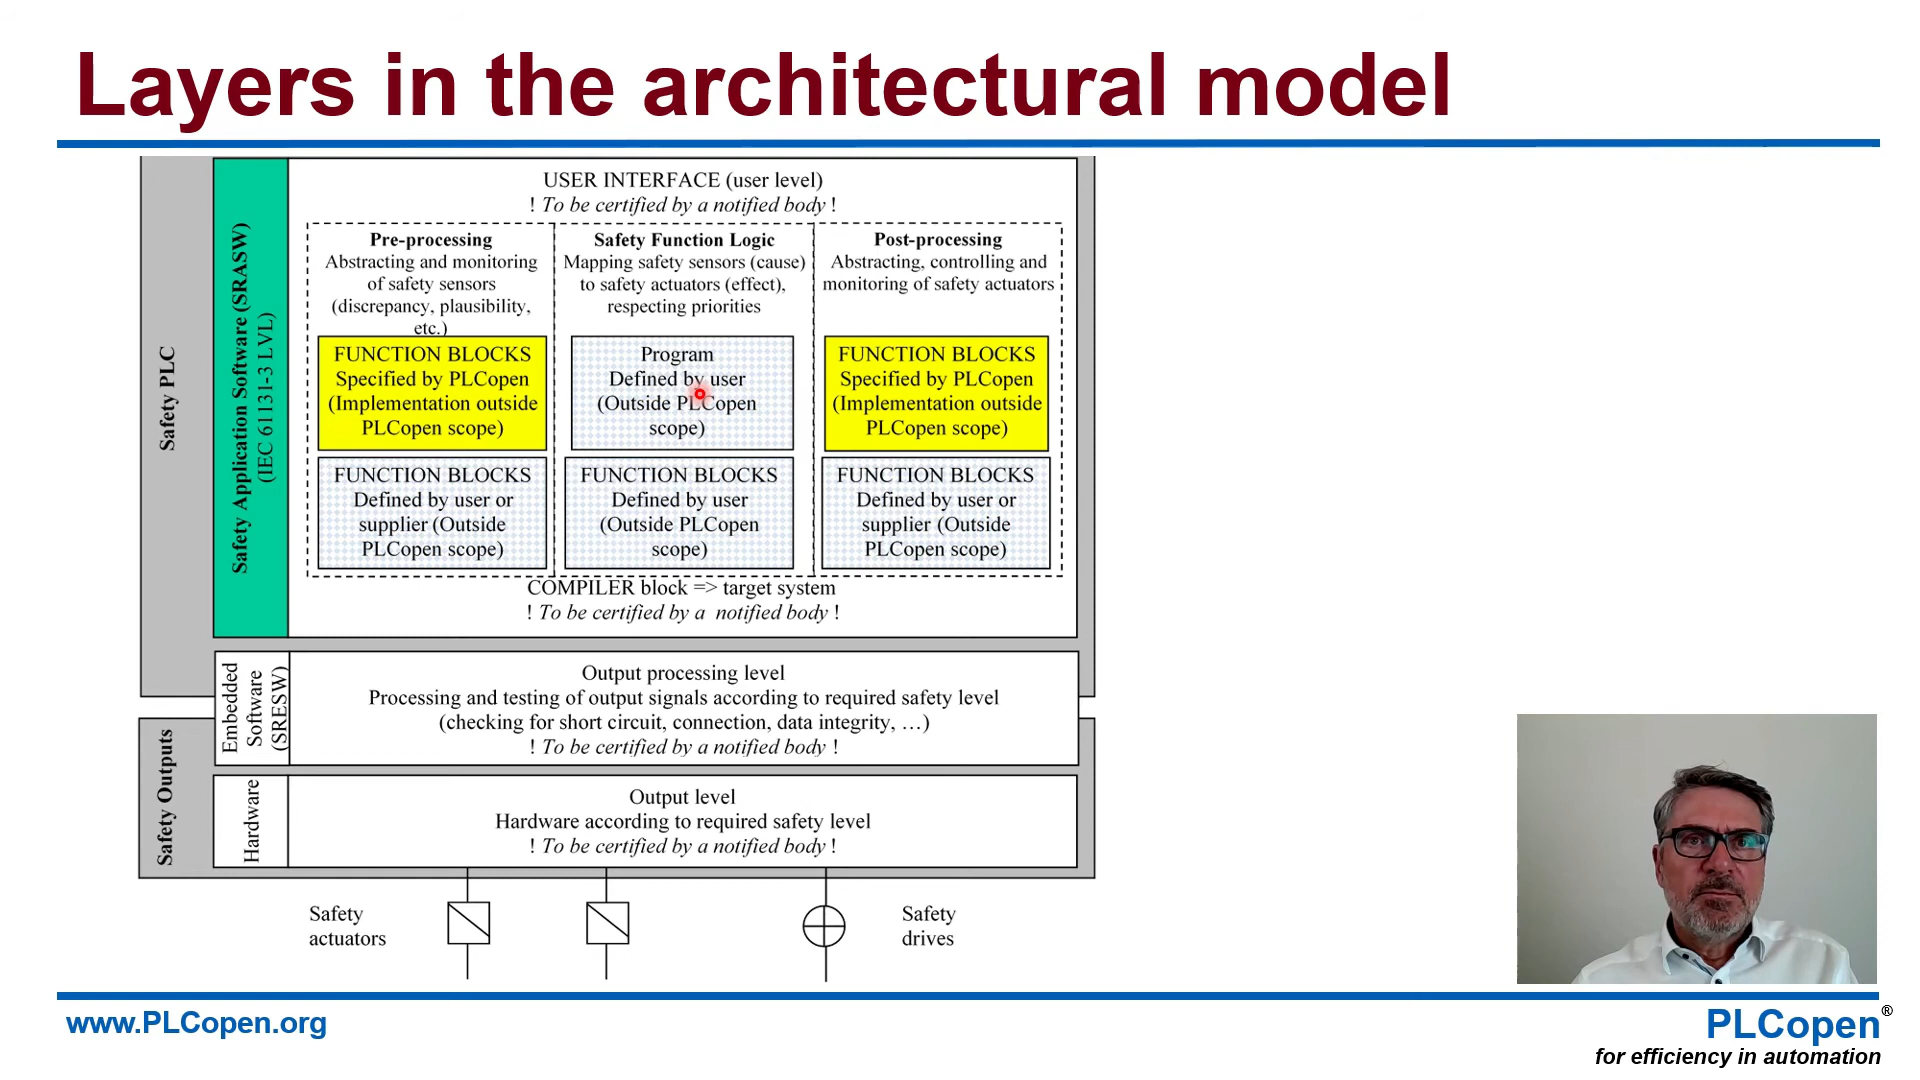 Layers in the architectural model
Safety PLC
Safety Application Software (SRASW)
(IEC 61131-3 LVL)
USER INTERFACE (user level)
! To be certified by a notified body !
Pre-processing
Abstracting and monitoring
of safety sensors
(discrepancy, plausibility,
etc.)
FUNCTION BLOCKS
Specified by PLCopen
(Implementation outside
PLCopen scope)
FUNCTION BLOCKS
Defined by user or
supplier (Outside
PLCopen scope)
Safety Function Logic
Mapping safety sensors (cause)
to safety actuators (effect),
respecting priorities
Program
Defined by user
(Outside PLCopen
scope)
FUNCTION BLOCKS
Defined by user
(Outside PLCopen
scope)
Post-processing
Abstracting, controlling and
monitoring of safety actuators
FUNCTION BLOCKS
Specified by PLCopen
(Implementation outside
PLCopen scope)
FUNCTION BLOCKS
Defined by user or
supplier (Outside
PLCopen scope)
COMPILER block => target system
! To be certified by a notified body !
Embedded
Software
(SRESW)
Output processing level
Processing and testing of output signals according to required safety level
(checking for short circuit, connection, data integrity, …)
! To be certified by a notified body !
Safety Outputs
Hardware
Output level
Hardware according to required safety level
! To be certified by a notified body !
Safety
actuators
Safety
drives
www.PLCopen.org
PLCopen®
for efficiency in automation